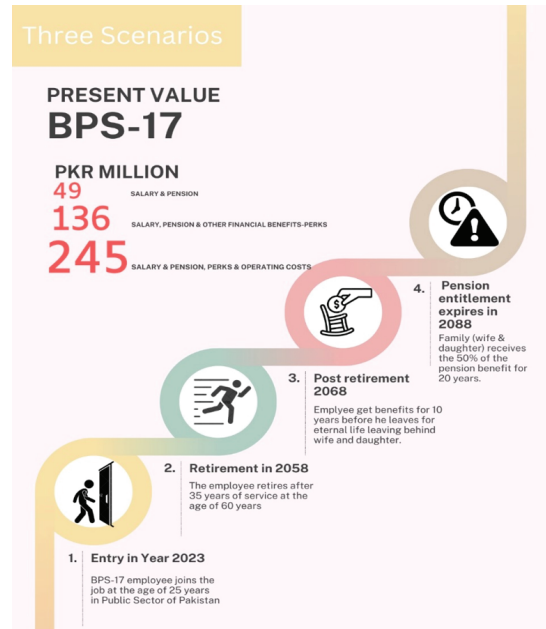 Three Scenarios
PRESENT VALUE
BPS-17
PKR MILLION
49 SALARY & PENSION
136 SALARY, PENSION & OTHER FINANCIAL BENEFITS-PERKS
245 SALARY & PENSION, PERKS & OPERATING COSTS
4. Pension
entitlement
expires in
2088
Family (wife &
daughter) receives
the 50% of the
pension benefit for
20 years.
$
3. Post retirement
2068
Emplyee get benefits for 10
years before he leaves for
eternal life leaving behind
wife and daughter.
2. Retirement in 2058
The employee retires after
35 years of service at the
age of 60 years
1. Entry in Year 2023
BPS-17 employee joins the
job at the age of 25 years
in Public Sector of Pakistan